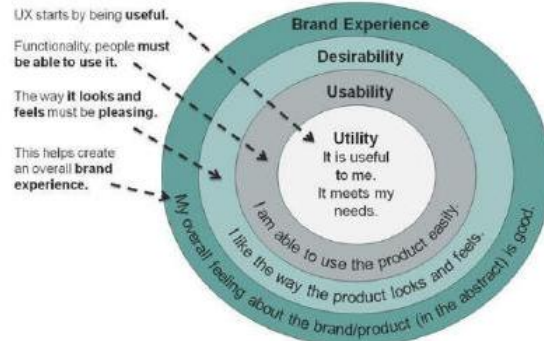 UX starts by being useful.
Functionality, people must
be able to use it.
The way it looks and
feels must be pleasing.
This helps create
an overall brand
experience.
Brand Experience
Desirability
Usability
Utility
It is useful
to me.
It meets my
needs.
I am able to use the product easily.
I like the way the product looks and feels.
My overall feeling about the brand/product (in the abstract) is good.